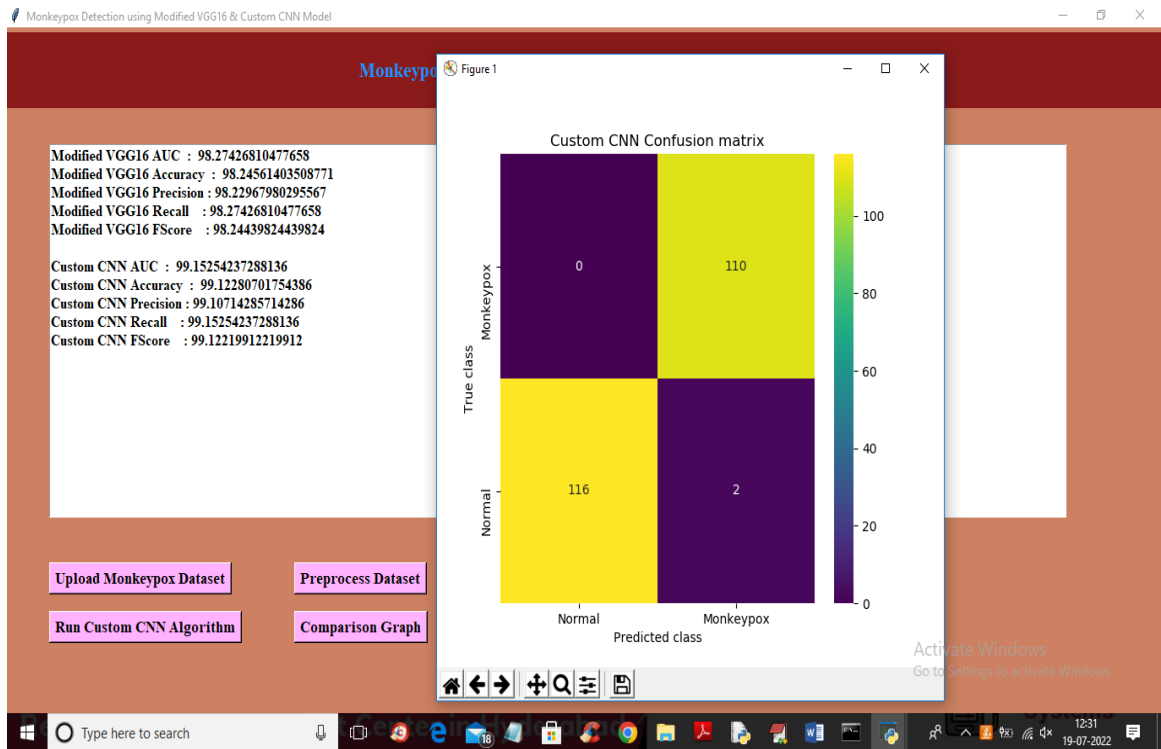 Monkeypox Detection using Modified VGG16 & Custom CNN Model
Monkeypo
Modified VGG16 AUC : 98.27426810477658
Modified VGG16 Accuracy : 98.24561403508771
Modified VGG16 Precision : 98.22967980295567
Modified VGG16 Recall : 98.27426810477658
Modified VGG16 FScore : 98.24439824439824
Custom CNN AUC : 99.15254237288136
Custom CNN Accuracy : 99.12280701754386
Custom CNN Precision : 99.10714285714286
Custom CNN Recall : 99.15254237288136
Custom CNN FScore : 99.12219912219912
Upload Monkeypox Dataset
Preprocess Dataset
Run Custom CNN Algorithm
Comparison Graph
Figure 1
Custom CNN Confusion matrix
True class
Monkeypox
Normal
0
110
116
2
Normal
Monkeypox
Predicted class
100
80
60
40
20
0
Activate Windows
Go to Settings to activate Windows.
Type here to search
18
12:31
19-07-2022